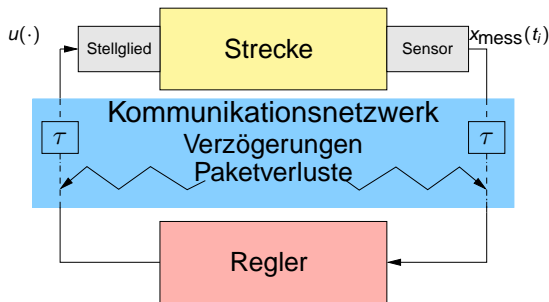 u(·)
Stellglied
Strecke
Sensor
x_mess(t_i)
Kommunikationsnetzwerk
τ
Verzögerungen
τ
Paketverluste
Regler